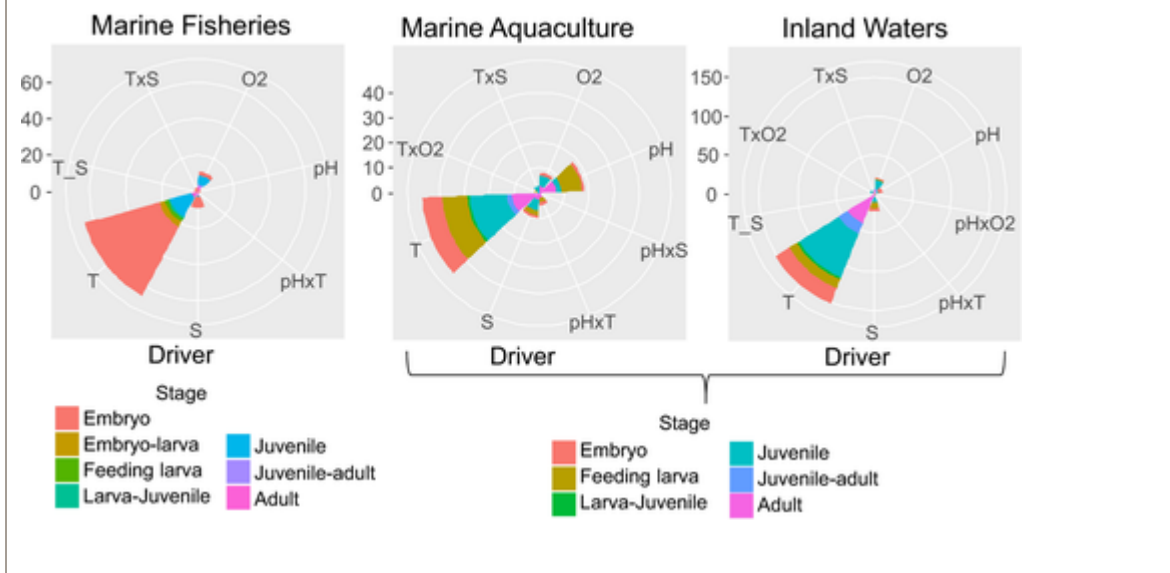 Marine Fisheries
60
40
20
0
TxS
O2
T_S
pH
T
pHxT
S
Driver
Stage
Embryo
Embryo-larva
Feeding larva
Larva-Juvenile
Juvenile
Juvenile-adult
Adult
Marine Aquaculture
40
30
20
10
0
TxS
O2
TxO2
pH
T
pHxS
S
pHxT
Driver
Inland Waters
150
100
50
0
TxS
O2
TxO2
pH
T_S
pHxO2
T
pHxT
S
Driver
Stage
Embryo
Feeding larva
Larva-Juvenile
Juvenile
Juvenile-adult
Adult